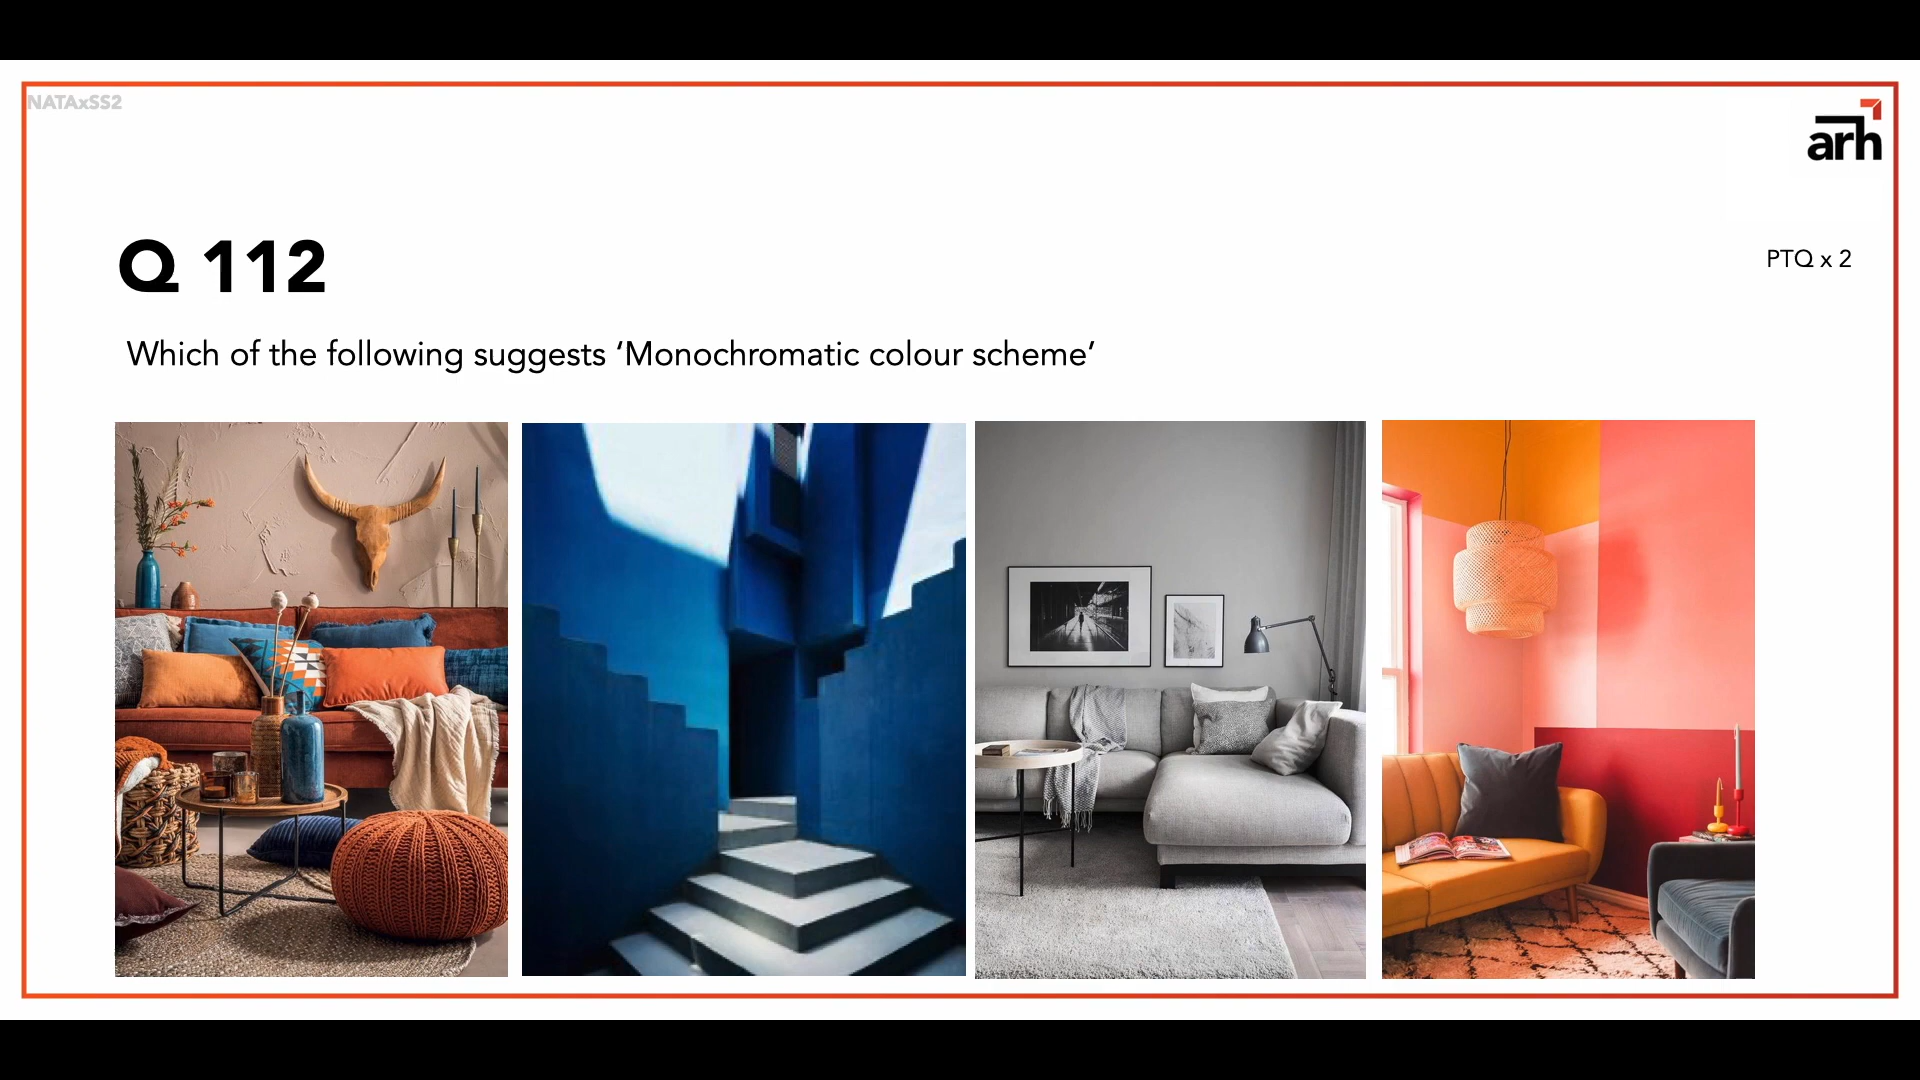 NATAxSS2
arh
Q 112
PTQ x 2
Which of the following suggests ‘Monochromatic colour scheme’